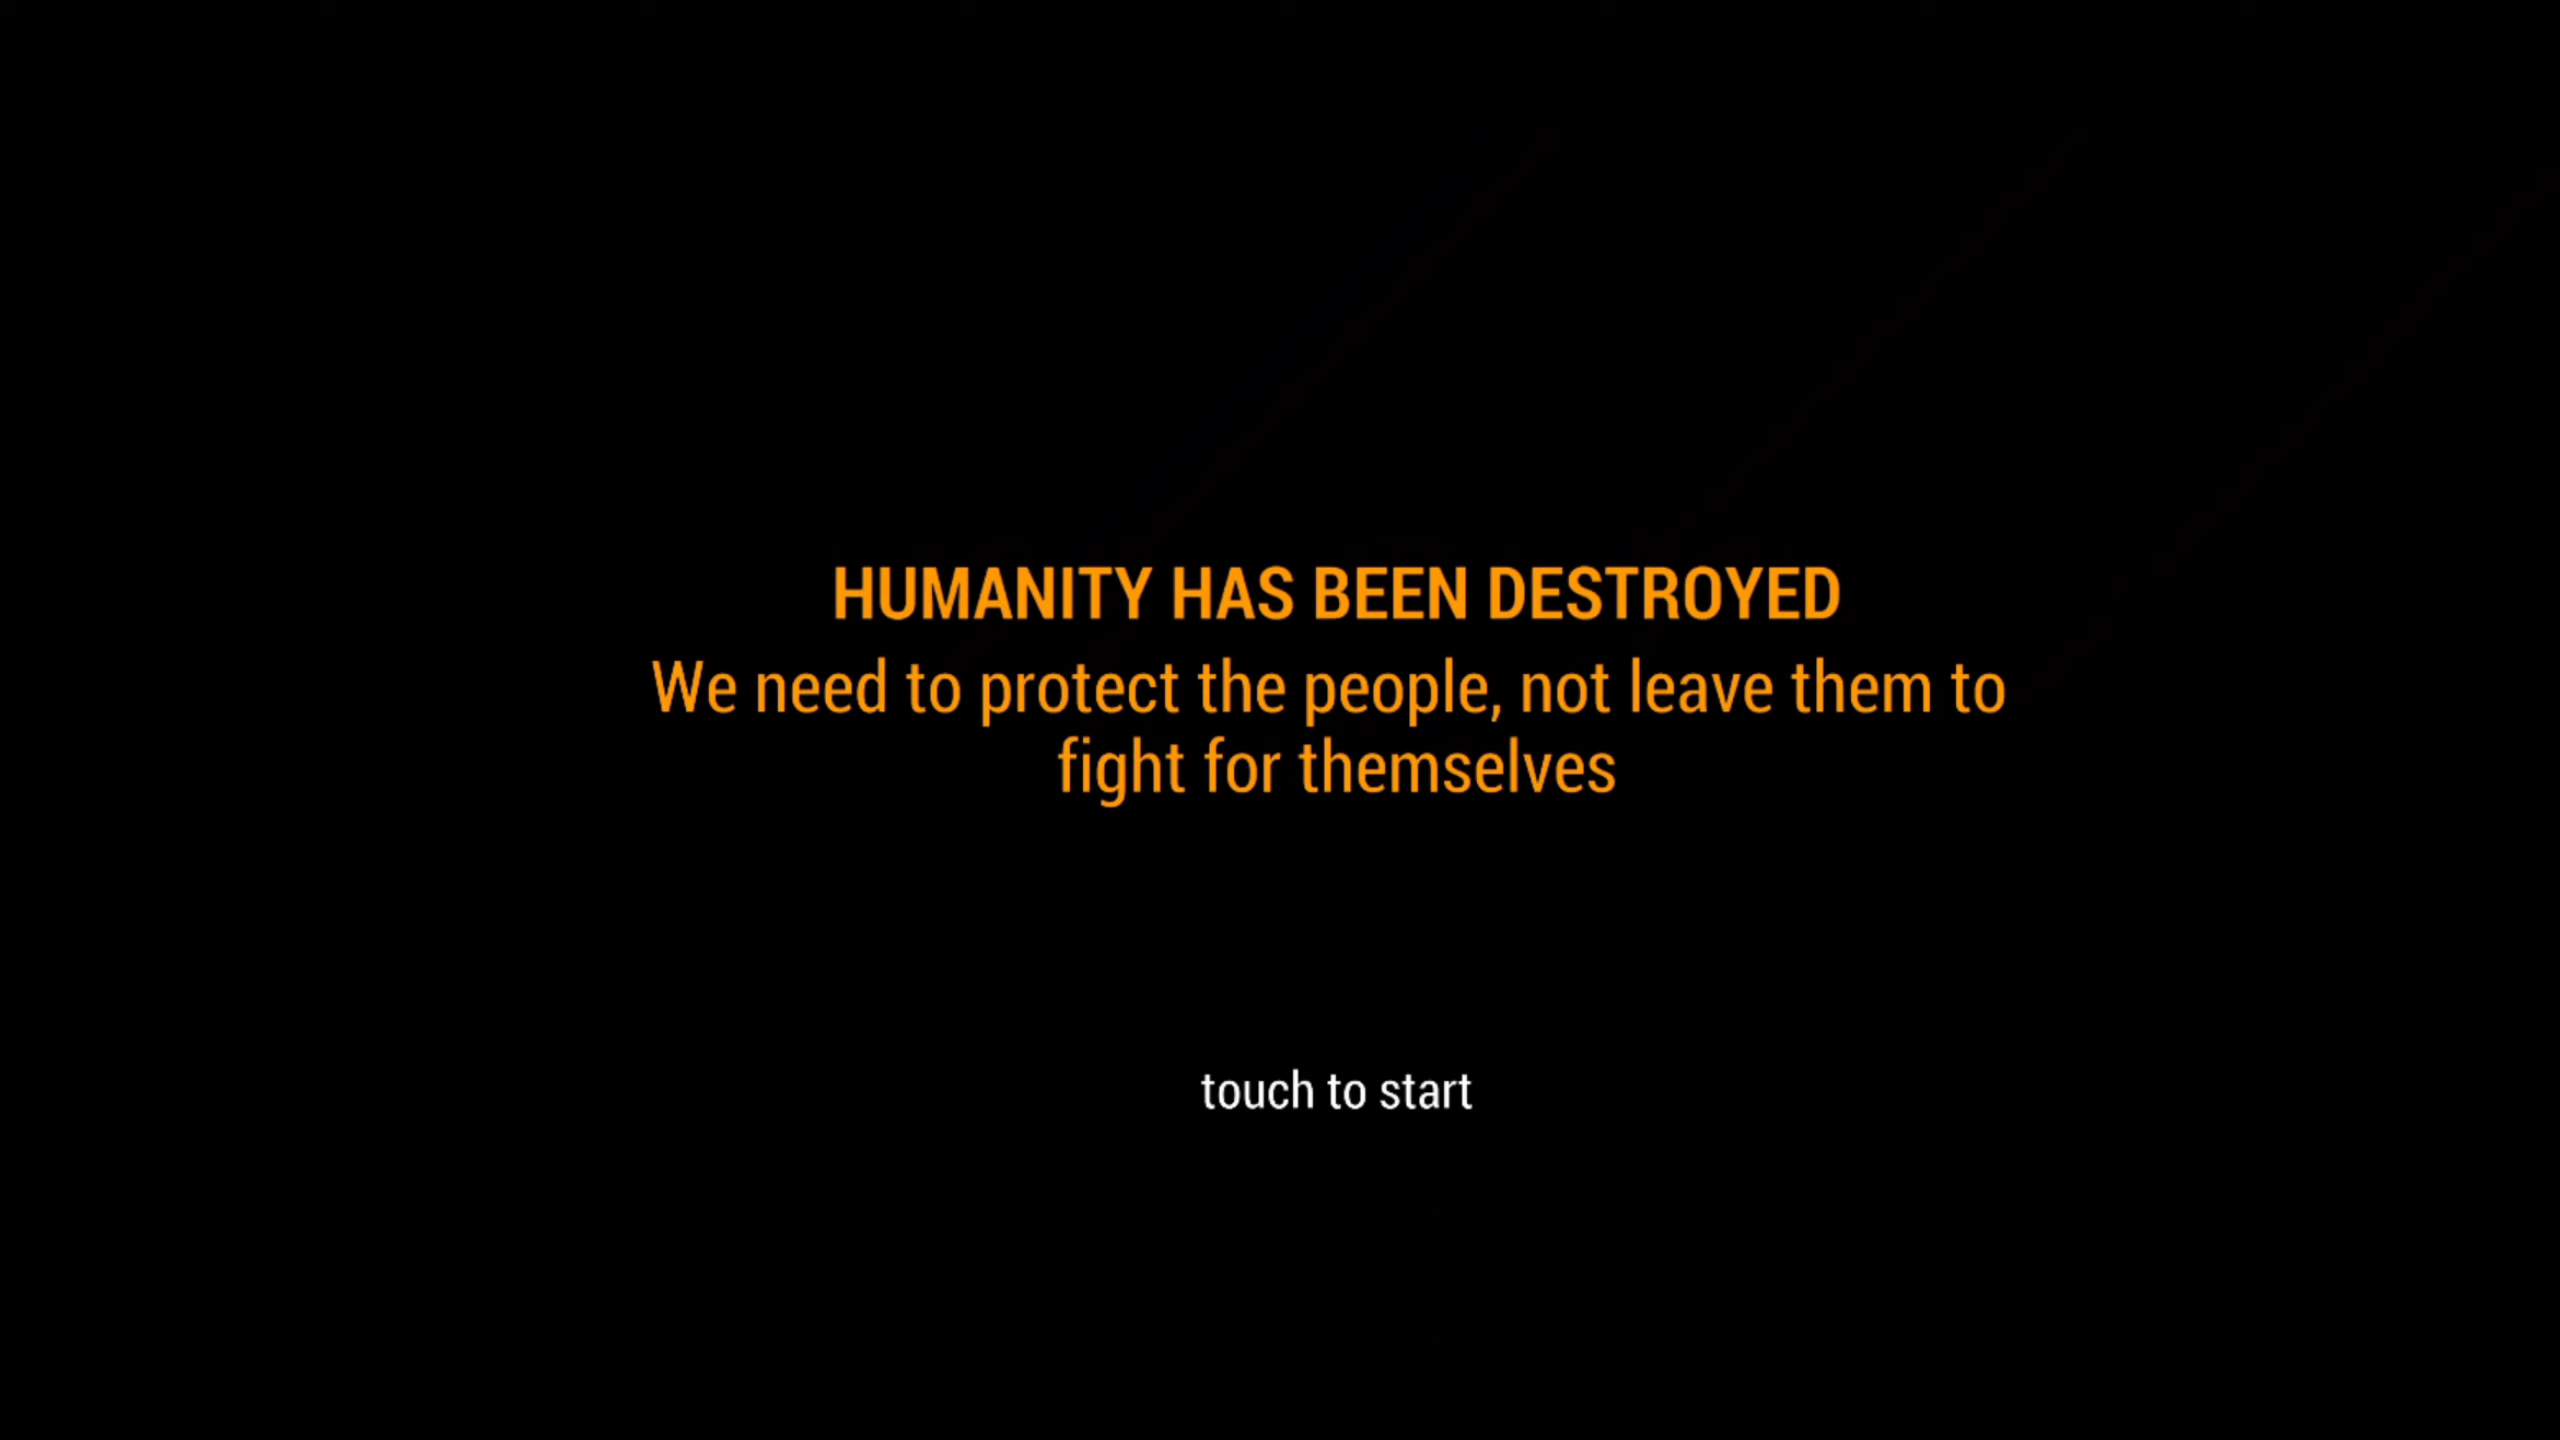 HUMANITY HAS BEEN DESTROYED
We need to protect the people, not leave them to
fight for themselves
touch to start